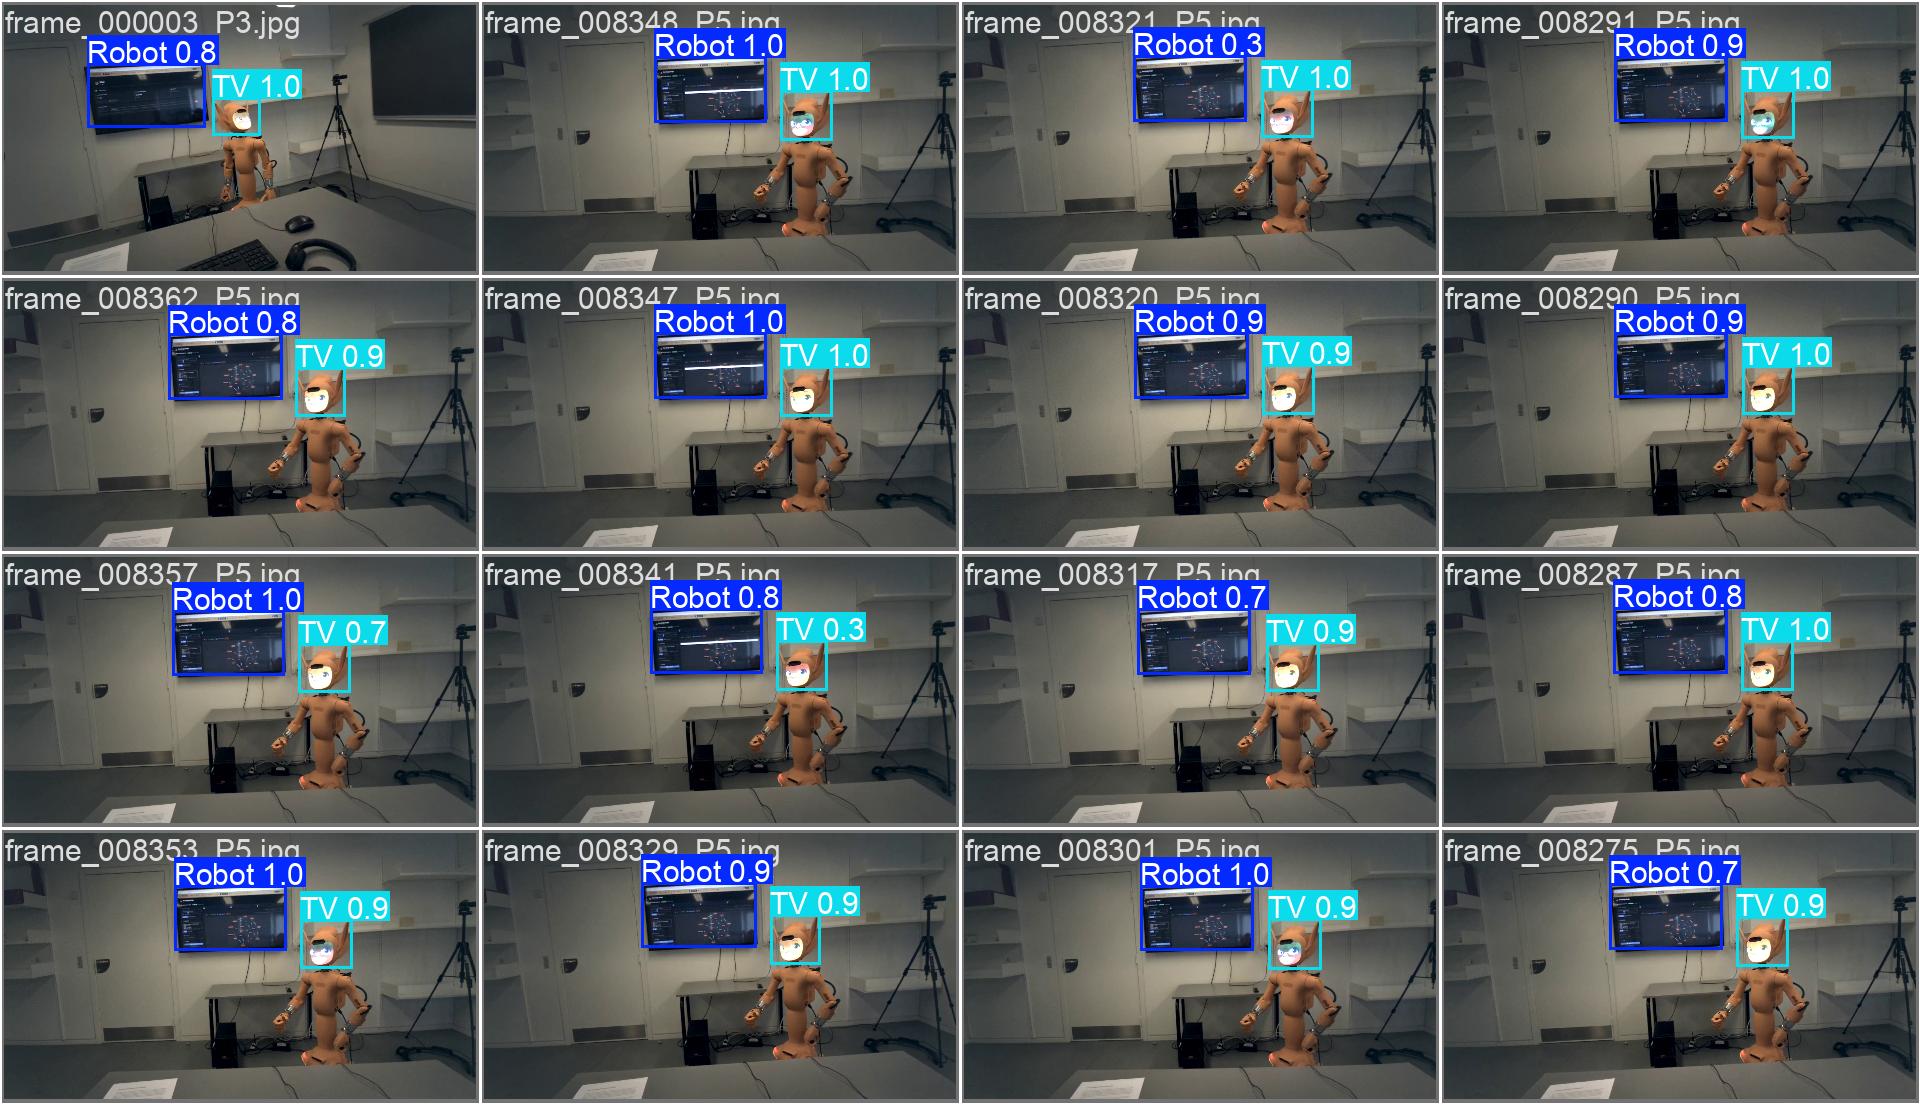 frame_000003_P3.jpg
Robot 0.8
TV 1.0
frame_008348_P5.jpg
Robot 1.0
TV 1.0
frame_008321_P5.jpg
Robot 0.3
TV 1.0
frame_008291_P5.jpg
Robot 0.9
TV 1.0
frame_008362_P5.jpg
Robot 0.8
TV 0.9
frame_008347_P5.jpg
Robot 1.0
TV 1.0
frame_008320_P5.jpg
Robot 0.9
TV 0.9
frame_008290_P5.jpg
Robot 0.9
TV 1.0
frame_008357_P5.jpg
Robot 1.0
TV 0.7
frame_008341_P5.jpg
Robot 0.8
TV 0.3
frame_008317_P5.jpg
Robot 0.7
TV 0.9
frame_008287_P5.jpg
Robot 0.8
TV 1.0
frame_008353_P5.jpg
Robot 1.0
TV 0.9
frame_008329_P5.jpg
Robot 0.9
TV 0.9
frame_008301_P5.jpg
Robot 1.0
TV 0.9
frame_008275_P5.jpg
Robot 0.7
TV 0.9